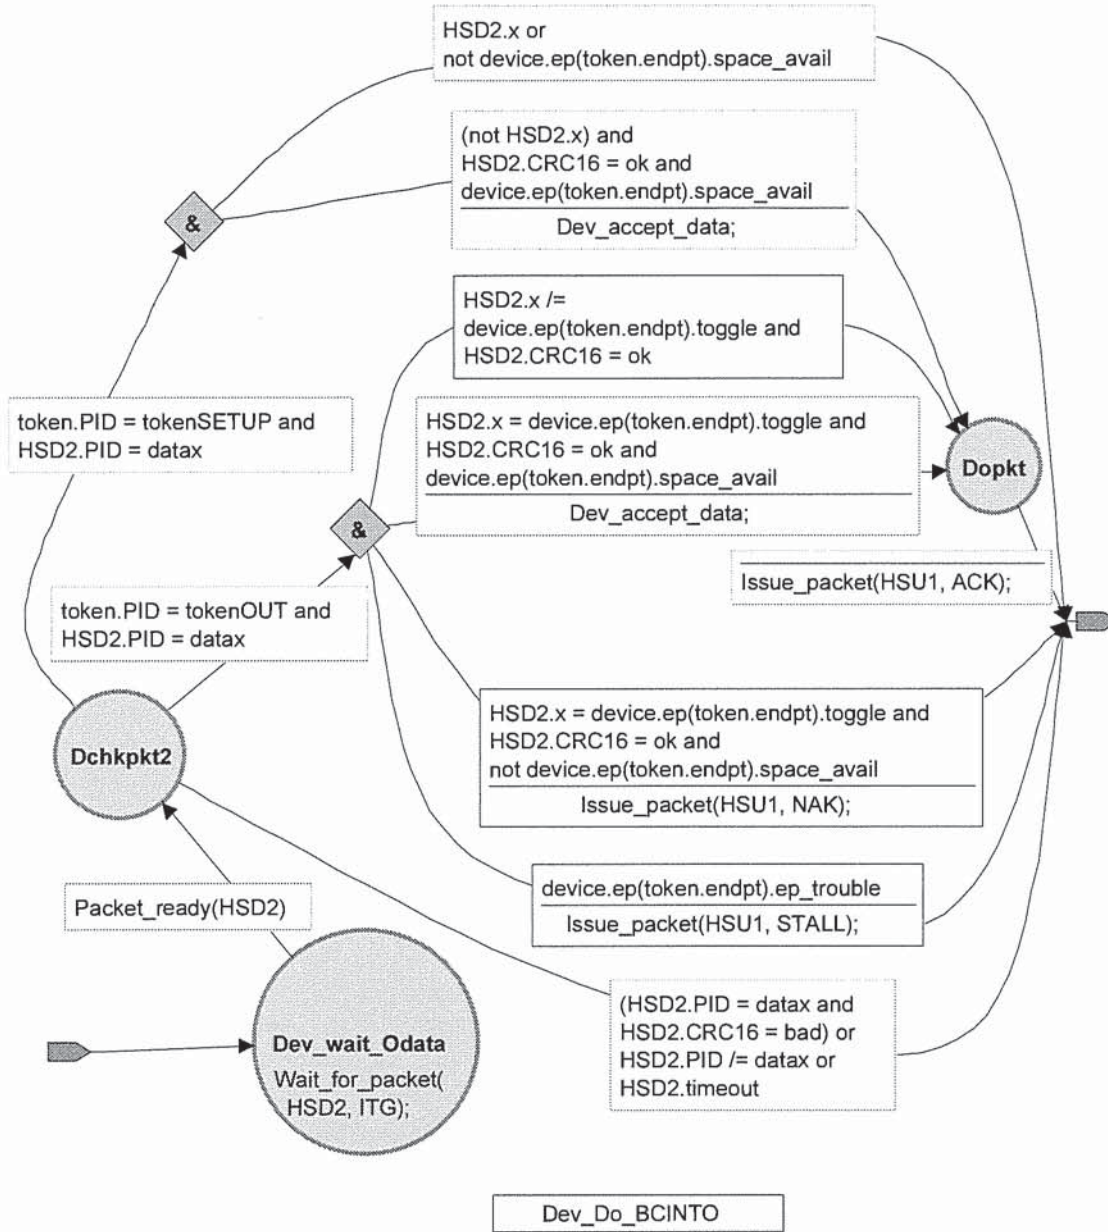 HSD2.x or
not device.ep(token.endpt).space_avail
(not HSD2.x) and
HSD2.CRC16 = ok and
device.ep(token.endpt).space_avail
Dev_accept_data;
&
HSD2.x /=
device.ep(token.endpt).toggle and
HSD2.CRC16 = ok
token.PID = tokenSETUP and
HSD2.PID = datax
HSD2.x = device.ep(token.endpt).toggle and
HSD2.CRC16 = ok and
device.ep(token.endpt).space_avail
Dev_accept_data;
Dopkt
&
Issue_packet(HSU1, ACK);
token.PID = tokenOUT and
HSD2.PID = datax
Dchkpkt2
HSD2.x = device.ep(token.endpt).toggle and
HSD2.CRC16 = ok and
not device.ep(token.endpt).space_avail
Issue_packet(HSU1, NAK);
device.ep(token.endpt).ep_trouble
Issue_packet(HSU1, STALL);
Packet_ready(HSD2)
(HSD2.PID = datax and
HSD2.CRC16 = bad) or
HSD2.PID /= datax or
HSD2.timeout
Dev_wait_Odata
Wait_for_packet(
HSD2, ITG);
Dev_Do_BCINTO